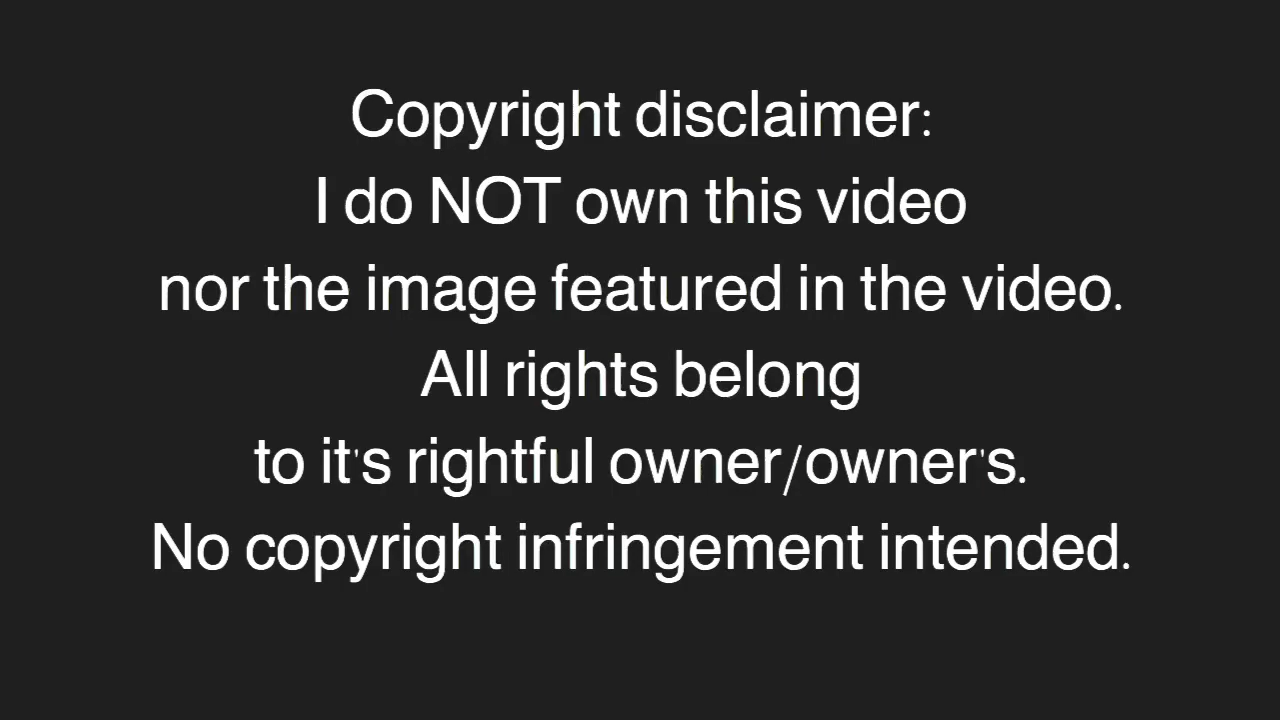 Copyright disclaimer:
I do NOT own this video
nor the image featured in the video.
All rights belong
to it's rightful owner/owner's.
No copyright infringement intended.